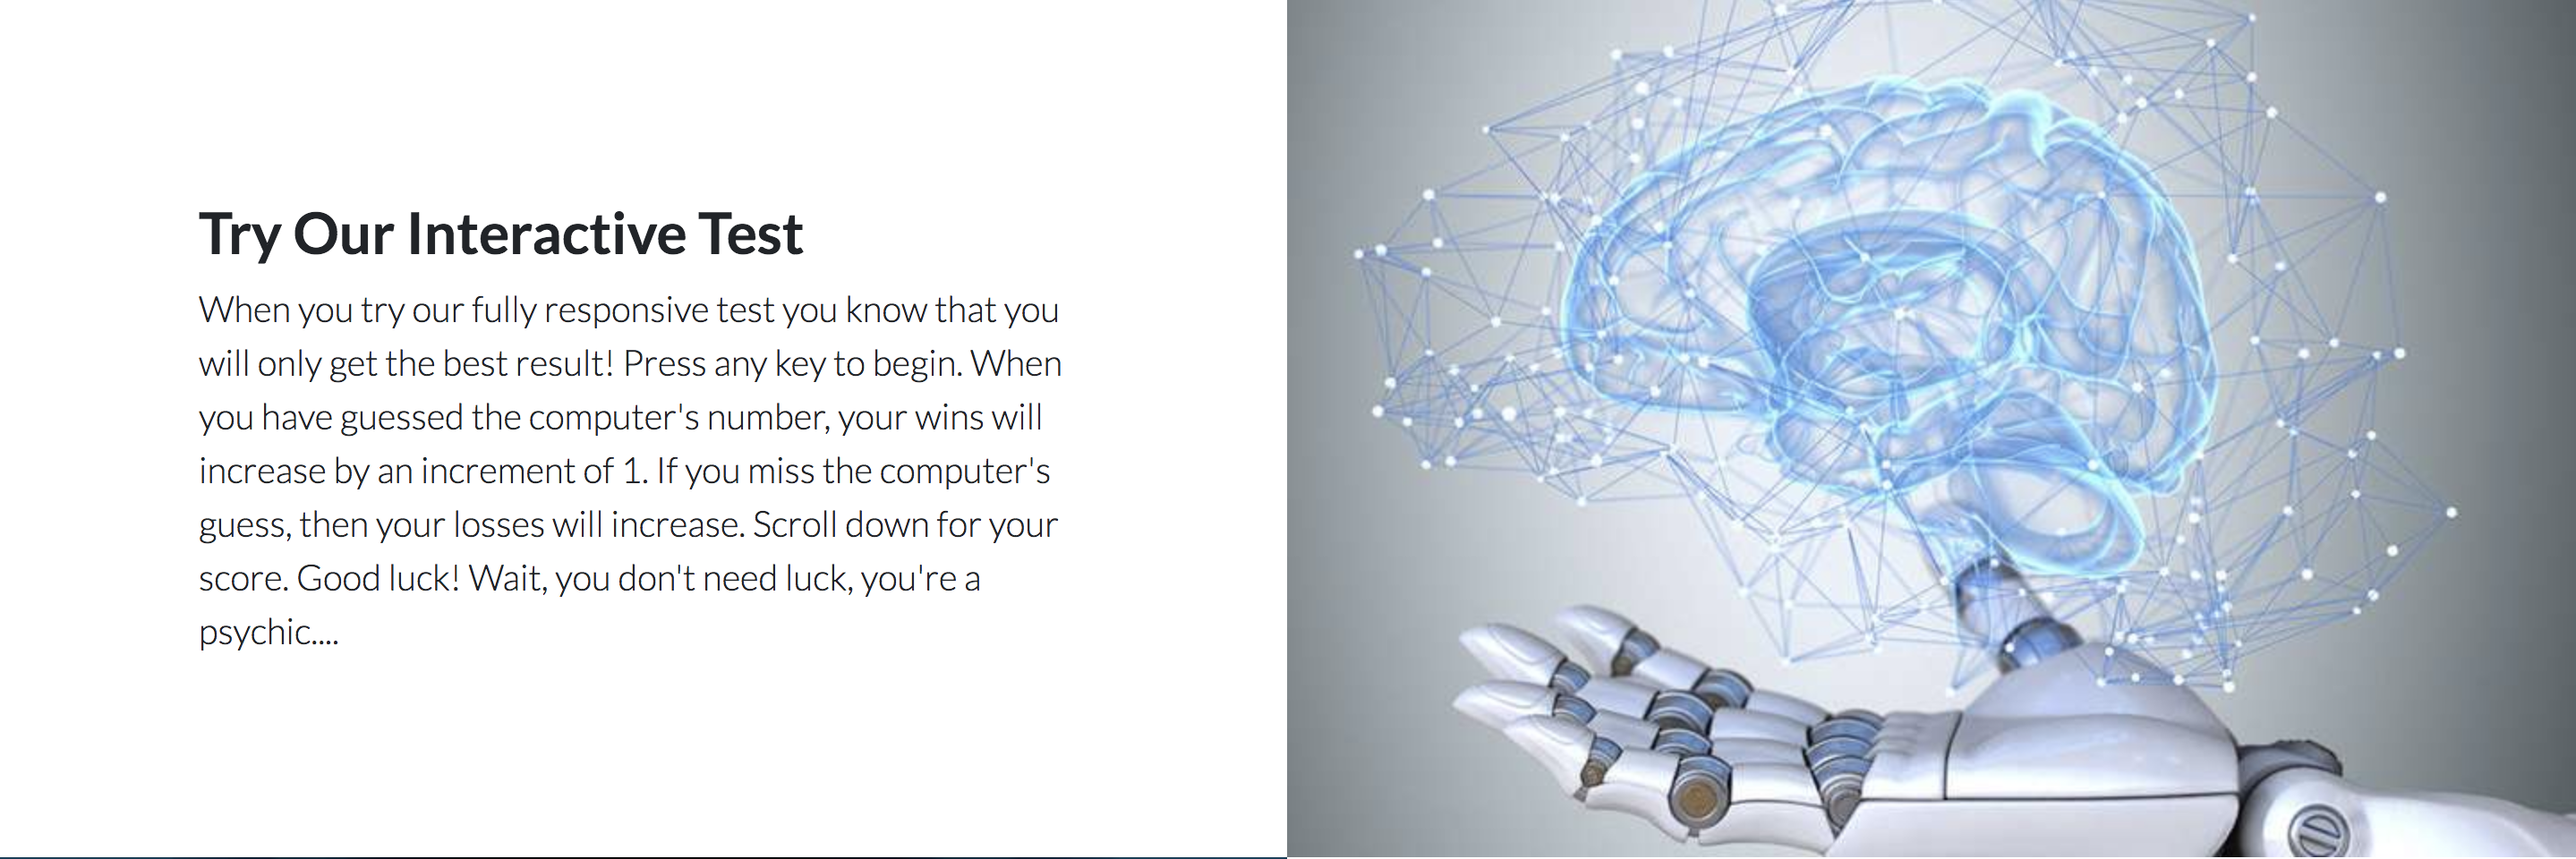 Try Our Interactive Test
When you try our fully responsive test you know that you
will only get the best result! Press any key to begin. When
you have guessed the computer's number, your wins will
increase by an increment of 1. If you miss the computer's
guess, then your losses will increase. Scroll down for your
score. Good luck! Wait, you don't need luck, you're a
psychic....